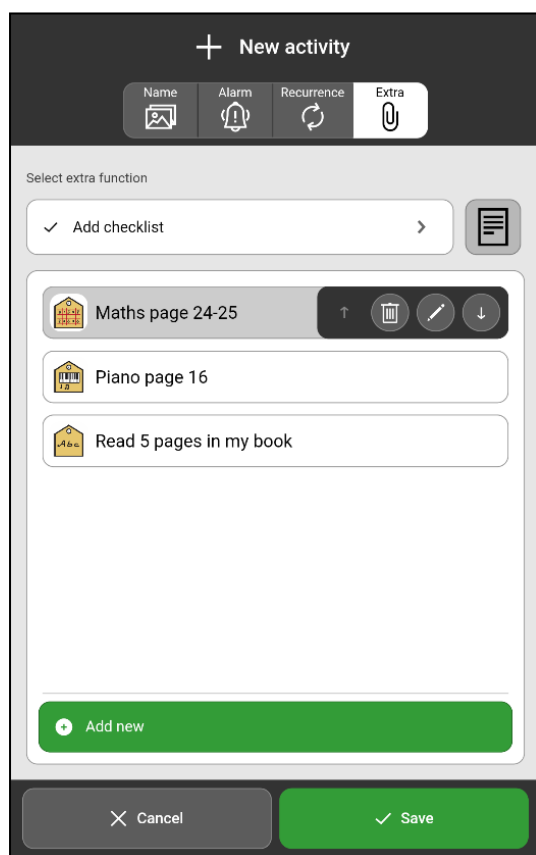 New activity
Name
Alarm
Recurrence
Extra
Select extra function
Add checklist
Maths page 24-25
Piano page 16
Abc
Read 5 pages in my book
Add new
Cancel
Save